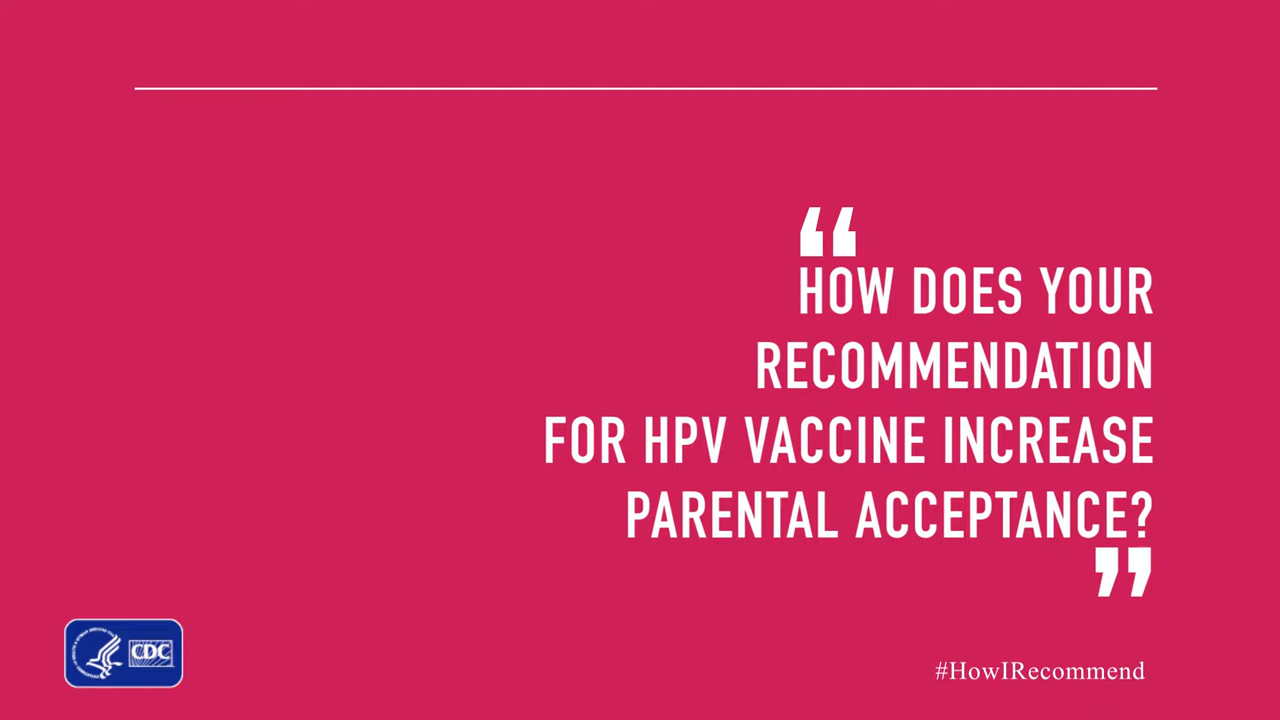 “
HOW DOES YOUR
RECOMMENDATION
FOR HPV VACCINE INCREASE
PARENTAL ACCEPTANCE?
”
CDC
#HowIRecommend